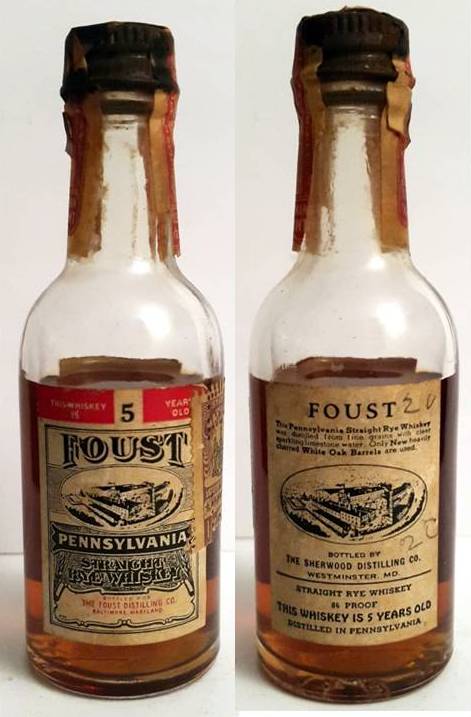 THIS WHISKEY IS 5 YEARS OLD
FOUST
PENNSYLVANIA
STRAIGHT
RYE WHISKEY
BOTTLED FOR
THE FOUST DISTILLING CO.
BALTIMORE, MARYLAND
FOUST 20
This Pennsylvania Straight Rye Whiskey
was distilled from fine grains with clear
sparkling limestone water. Only New heavily
charred White Oak Barrels are used.
20
BOTTLED BY
THE SHERWOOD DISTILLING CO.
WESTMINSTER, MD.
STRAIGHT RYE WHISKEY
86 PROOF
THIS WHISKEY IS 5 YEARS OLD
DISTILLED IN PENNSYLVANIA